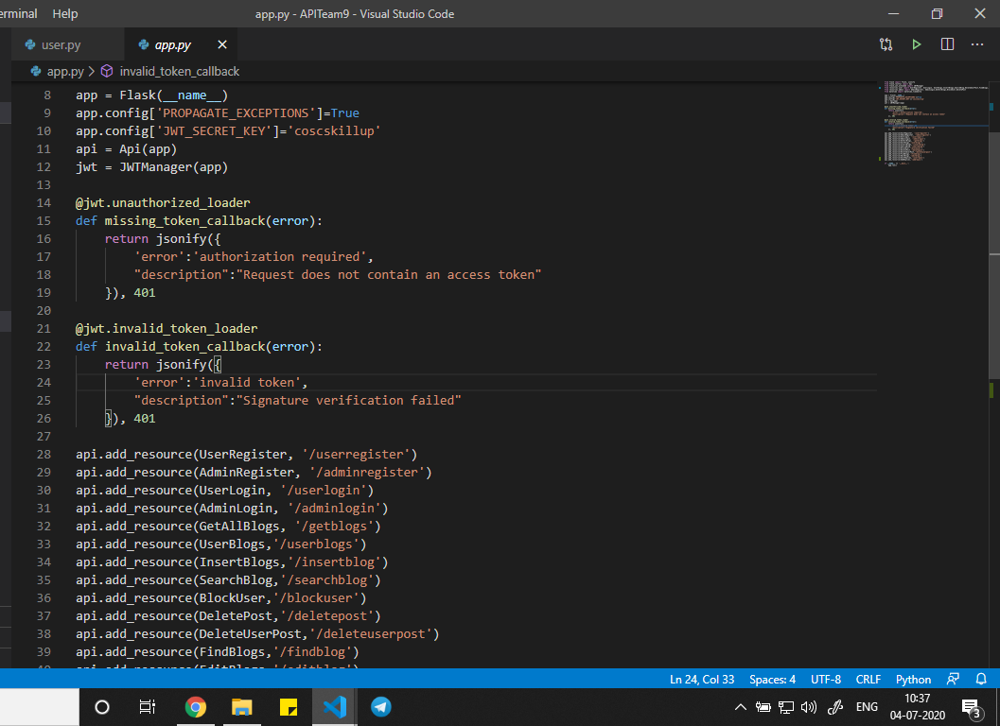 erminal Help app.py - APITeam9 - Visual Studio Code
user.py app.py
app.py > invalid_token_callback
8 app = Flask(__name__)
9 app.config['PROPAGATE_EXCEPTIONS']=True
10 app.config['JWT_SECRET_KEY']='coscskillup'
11 api = Api(app)
12 jwt = JWTManager(app)
13
14 @jwt.unauthorized_loader
15 def missing_token_callback(error):
16 return jsonify({
17 'error':'authorization required',
18 "description":"Request does not contain an access token"
19 }), 401
20
21 @jwt.invalid_token_loader
22 def invalid_token_callback(error):
23 return jsonify({
24 'error':'invalid token',
25 "description":"Signature verification failed"
26 }), 401
27
28 api.add_resource(UserRegister, '/userregister')
29 api.add_resource(AdminRegister, '/adminregister')
30 api.add_resource(UserLogin, '/userlogin')
31 api.add_resource(AdminLogin, '/adminlogin')
32 api.add_resource(GetAllBlogs, '/getblogs')
33 api.add_resource(UserBlogs,'/userblogs')
34 api.add_resource(InsertBlogs,'/insertblog')
35 api.add_resource(SearchBlog,'/searchblog')
36 api.add_resource(BlockUser,'/blockuser')
37 api.add_resource(DeletePost,'/deletepost')
38 api.add_resource(DeleteUserPost,'/deleteuserpost')
39 api.add_resource(FindBlogs,'/findblog')
40 api.add_resource(EditBlogs,'/editblog')
Ln 24, Col 33 Spaces: 4 UTF-8 CRLF Python
ENG 10:37
04-07-2020 3